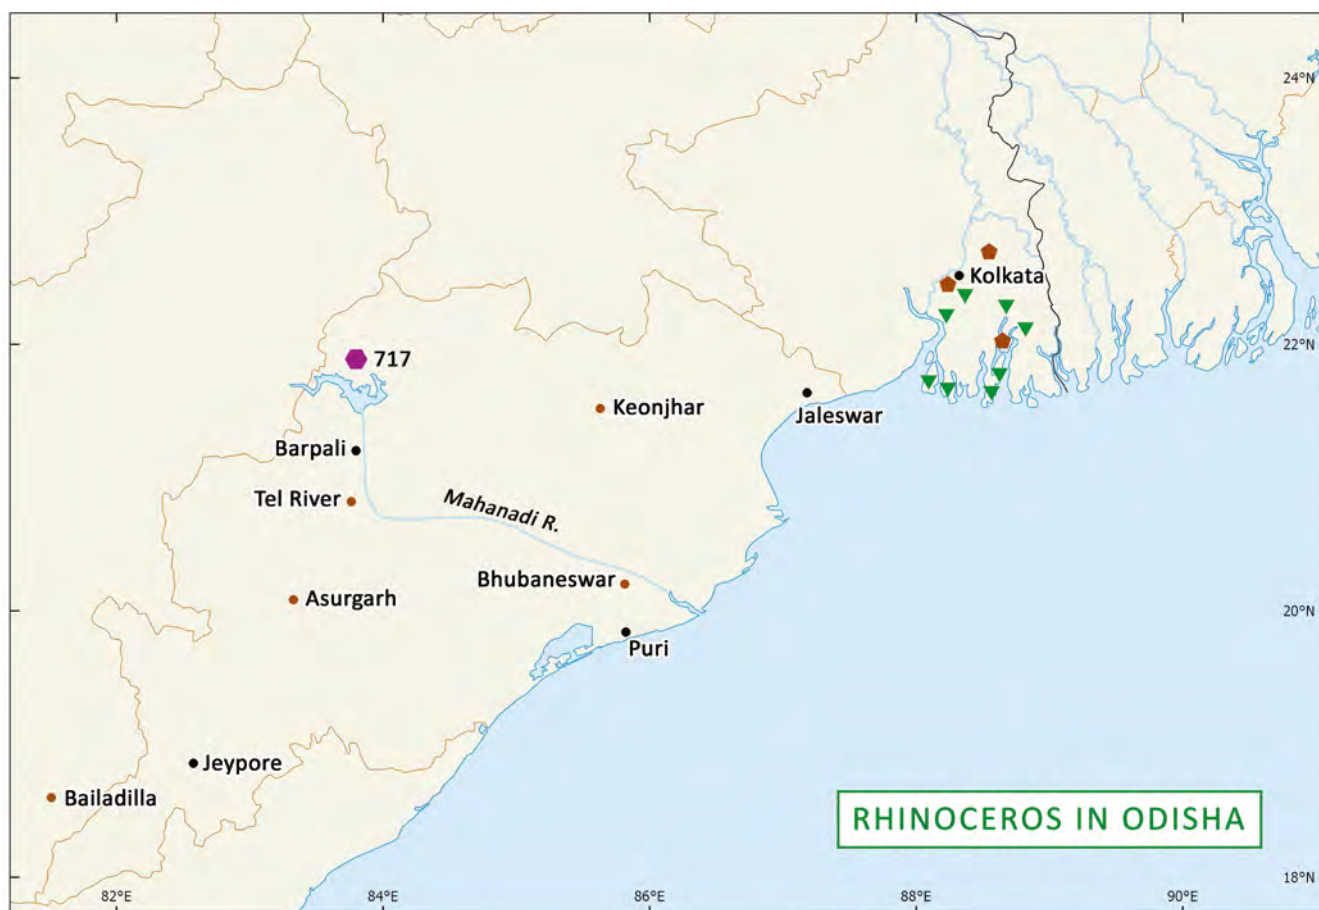 24°N
Kolkata
22°N
717
Keonjhar
Jaleswar
Barpali
Tel River
Mahanadi R.
Bhubaneswar
Asurgarh
20°N
Puri
Jeypore
Bailadilla
RHINOCEROS IN ODISHA
18°N
82°E
84°E
86°E
88°E
90°E